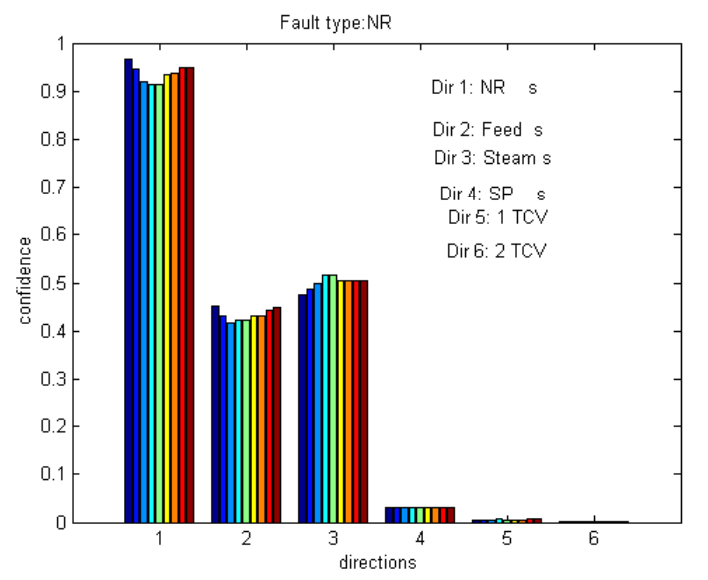 Fault type:NR
1
0.9
0.8
0.7
0.6
0.5
0.4
0.3
0.2
0.1
0
confidence
Dir 1: NR s
Dir 2: Feed s
Dir 3: Steam s
Dir 4: SP s
Dir 5: 1 TCV
Dir 6: 2 TCV
1 2 3 4 5 6
directions